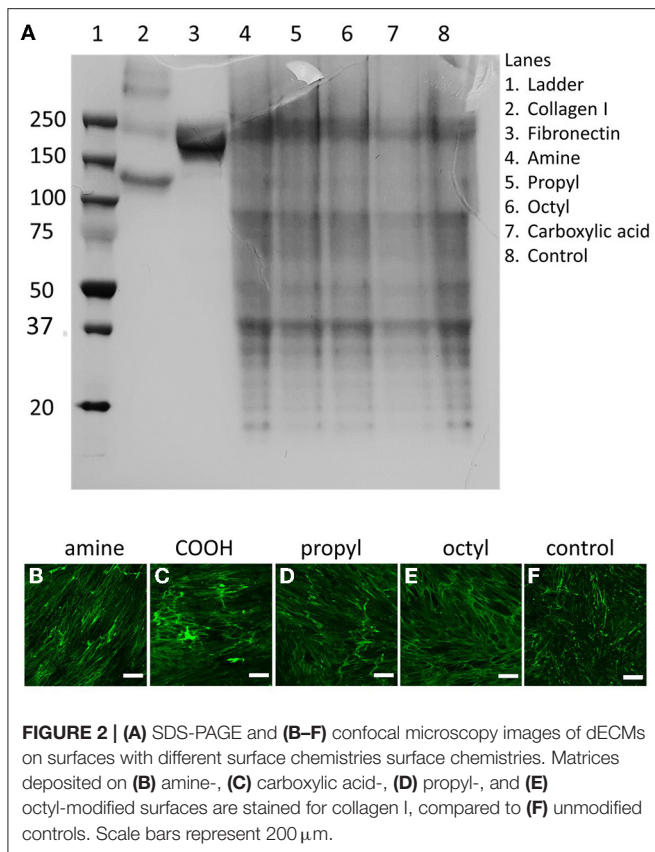 A 1 2 3 4 5 6 7 8
Lanes
1. Ladder
2. Collagen I
3. Fibronectin
4. Amine
5. Propyl
6. Octyl
7. Carboxylic acid
8. Control
250
150
100
75
50
37
20
amine COOH propyl octyl control
B C D E F
FIGURE 2 | (A) SDS-PAGE and (B–F) confocal microscopy images of dECMs
on surfaces with different surface chemistries surface chemistries. Matrices
deposited on (B) amine-, (C) carboxylic acid-, (D) propyl-, and (E)
octyl-modified surfaces are stained for collagen I, compared to (F) unmodified
controls. Scale bars represent 200 μm.